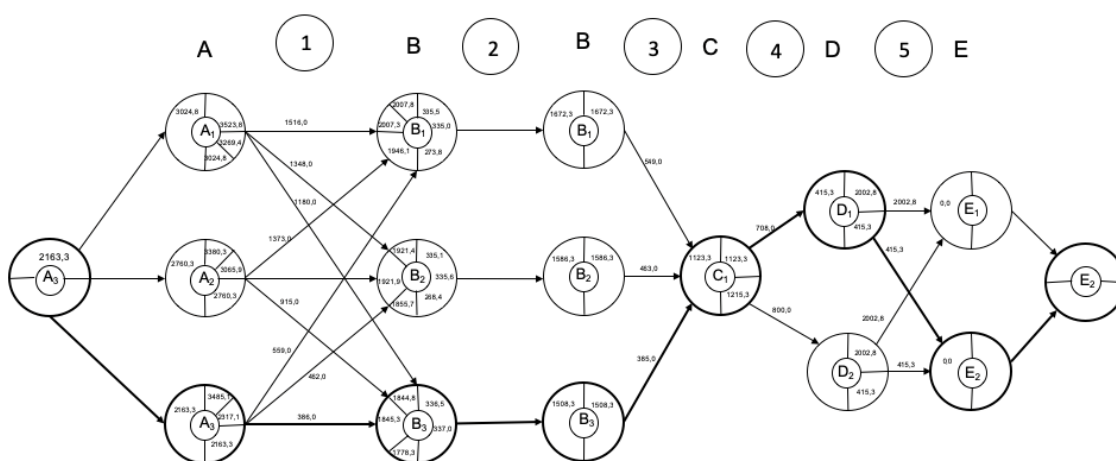 A 1 B 2 B 3 C 4 D 5 E
3024,8 3523,8 3269,4 3024,8 A1
1516,0
1348,0
1180,0
2007,8 335,5 2007,3 335,0 1946,1 273,8 B1
1672,3 1672,3 B1
549,0
2163,3 A3
2760,3 3380,3 3065,9 2760,3 A2
1373,0
915,0
1921,4 335,1 1921,9 335,6 1855,7 268,4 B2
1586,3 1586,3 B2
463,0
1123,3 1123,3 1215,3 C1
708,0
800,0
415,3 2002,8 415,3 D1
2002,8
415,3
0,0 E1
E2
2163,3 2317,1 2163,3 A3
559,0
462,0
386,0
1844,8 336,5 1845,3 337,0 1778,3 B3
1508,3 1508,3 B3
385,0
2002,8 415,3 D2
2002,8
415,3
0,0 E2